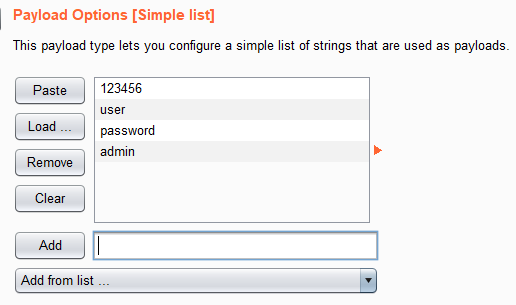 Payload Options [Simple list]
This payload type lets you configure a simple list of strings that are used as payloads.
Paste
123456
Load ...
user
password
Remove
admin
Clear
Add
Add from list ...